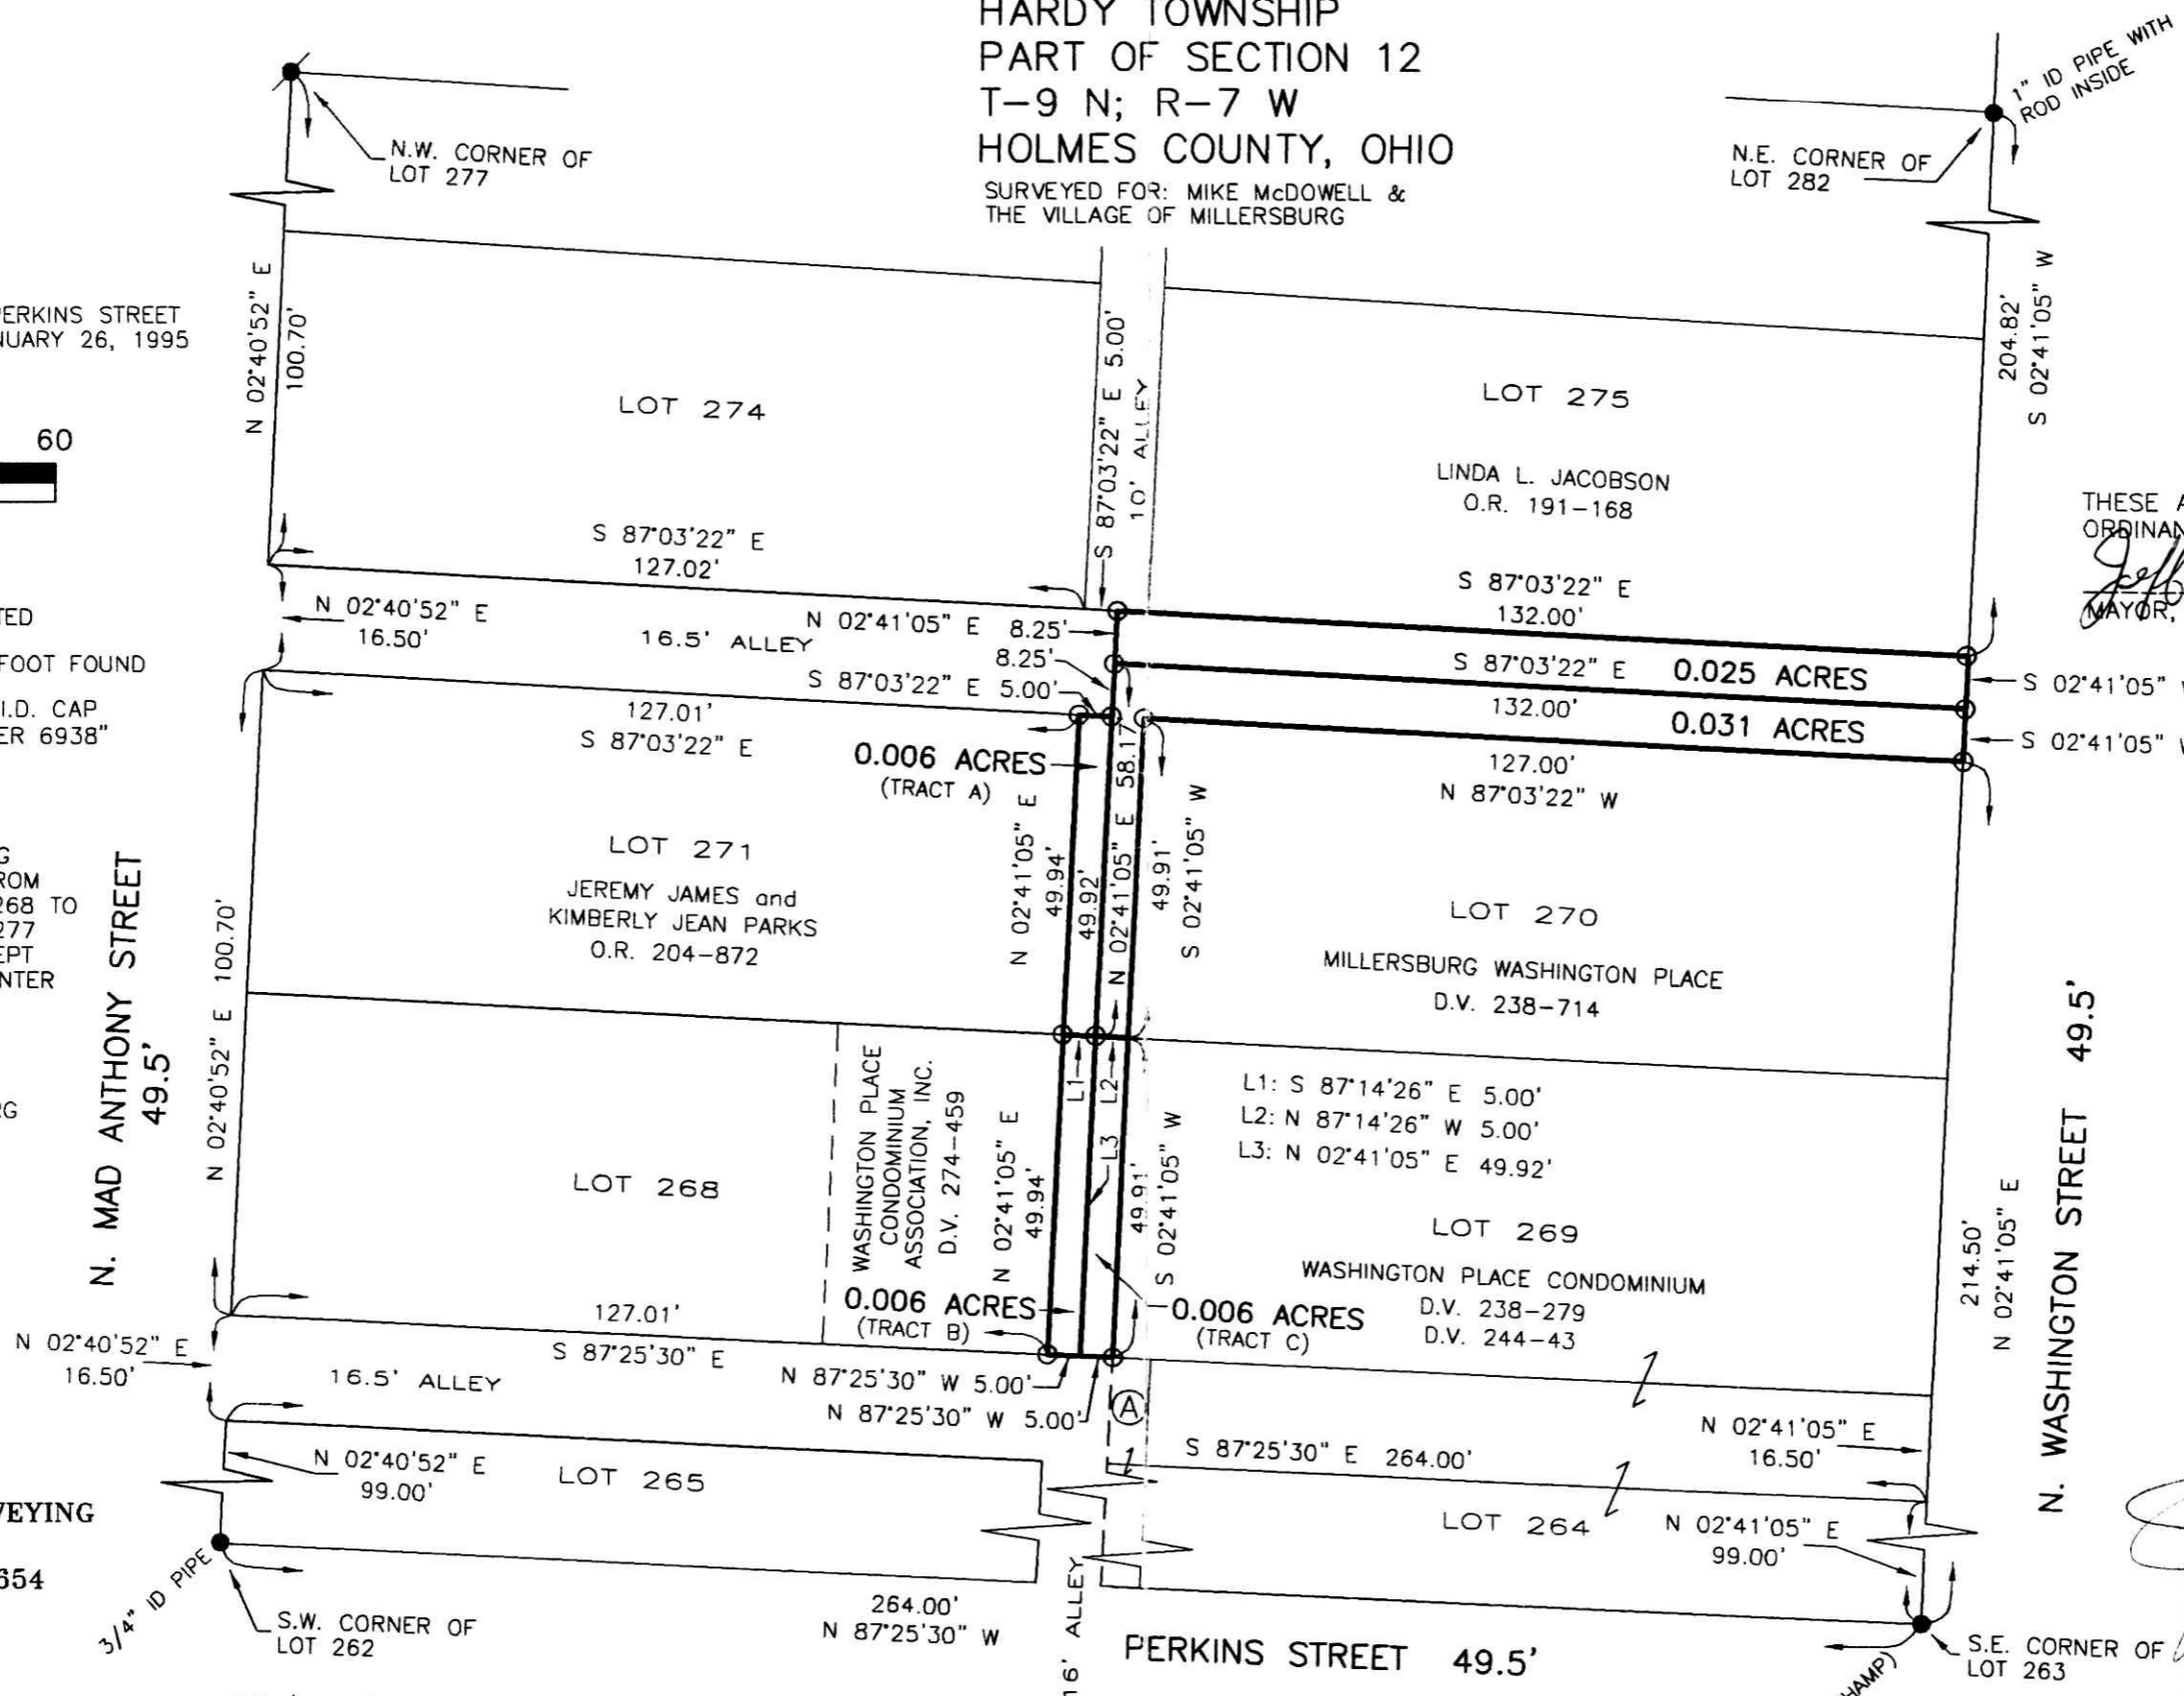 HARDY TOWNSHIP
PART OF SECTION 12
T-9 N; R-7 W
HOLMES COUNTY, OHIO
SURVEYED FOR: MIKE McDOWELL &
THE VILLAGE OF MILLERSBURG
1" ID PIPE WITH
ROD INSIDE
N.W. CORNER OF
LOT 277
N.E. CORNER OF
LOT 282
PERKINS STREET
JANUARY 26, 1995
60
N 02°40'52" E
100.70'
S 87°03'22" E 5.00'
10' ALLEY
204.82'
S 02°41'05" W
LOT 274
LOT 275
LINDA L. JACOBSON
O.R. 191-168
THESE A
ORDINAN
MAYOR,
S 87°03'22" E
127.02'
S 87°03'22" E
132.00'
TED
FOOT FOUND
I.D. CAP
ER 6938"
N 02°40'52" E
16.50'
16.5' ALLEY
N 02°41'05" E 8.25'
8.25'
S 87°03'22" E 5.00'
S 87°03'22" E 0.025 ACRES
132.00'
0.031 ACRES
S 02°41'05" W
S 02°41'05" W
127.01'
S 87°03'22" E
127.00'
N 87°03'22" W
0.006 ACRES
(TRACT A)
N 02°41'05" E
49.94'
49.92'
N 02°41'05" E 58.17'
49.91'
S 02°41'05" W
LOT 271
JEREMY JAMES and
KIMBERLY JEAN PARKS
O.R. 204-872
LOT 270
MILLERSBURG WASHINGTON PLACE
D.V. 238-714
G
ROM
268 TO
277
EPT
NTER
RG
N. MAD ANTHONY STREET
49.5'
N 02°40'52" E 100.70'
N. WASHINGTON STREET 49.5'
LOT 268
WASHINGTON PLACE
CONDOMINIUM
ASSOCIATION, INC.
D.V. 274-459
N 02°41'05" E
49.94'
L1
L2
L3
49.91'
S 02°41'05" W
L1: S 87°14'26" E 5.00'
L2: N 87°14'26" W 5.00'
L3: N 02°41'05" E 49.92'
LOT 269
WASHINGTON PLACE CONDOMINIUM
D.V. 238-279
D.V. 244-43
214.50'
N 02°41'05" E
0.006 ACRES
(TRACT B)
0.006 ACRES
(TRACT C)
127.01'
S 87°25'30" E
N 02°40'52" E
16.50'
16.5' ALLEY
N 87°25'30" W 5.00'
N 87°25'30" W 5.00'
A
S 87°25'30" E 264.00'
N 02°41'05" E
16.50'
N 02°40'52" E
99.00'
LOT 265
LOT 264
N 02°41'05" E
99.00'
VEYING
654
3/4" ID PIPE
S.W. CORNER OF
LOT 262
264.00'
N 87°25'30" W
16' ALLEY
PERKINS STREET 49.5'
S.E. CORNER OF
LOT 263
HAMP)